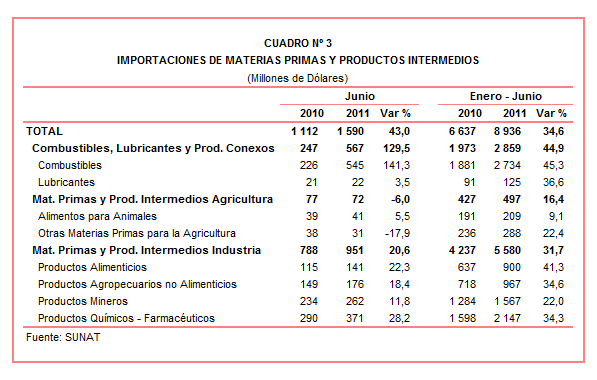 CUADRO Nº 3
IMPORTACIONES DE MATERIAS PRIMAS Y PRODUCTOS INTERMEDIOS
(Millones de Dólares)
Junio Enero - Junio
2010 2011 Var % 2010 2011 Var %
TOTAL 1 112 1 590 43,0 6 637 8 936 34,6
Combustibles, Lubricantes y Prod. Conexos 247 567 129,5 1 973 2 859 44,9
Combustibles 226 545 141,3 1 881 2 734 45,3
Lubricantes 21 22 3,5 91 125 36,6
Mat. Primas y Prod. Intermedios Agricultura 77 72 -6,0 427 497 16,4
Alimentos para Animales 39 41 5,5 191 209 9,1
Otras Materias Primas para la Agricultura 38 31 -17,9 236 288 22,4
Mat. Primas y Prod. Intermedios Industria 788 951 20,6 4 237 5 580 31,7
Productos Alimenticios 115 141 22,3 637 900 41,3
Productos Agropecuarios no Alimenticios 149 176 18,4 718 967 34,6
Productos Mineros 234 262 11,8 1 284 1 567 22,0
Productos Químicos - Farmacéuticos 290 371 28,2 1 598 2 147 34,3
Fuente: SUNAT